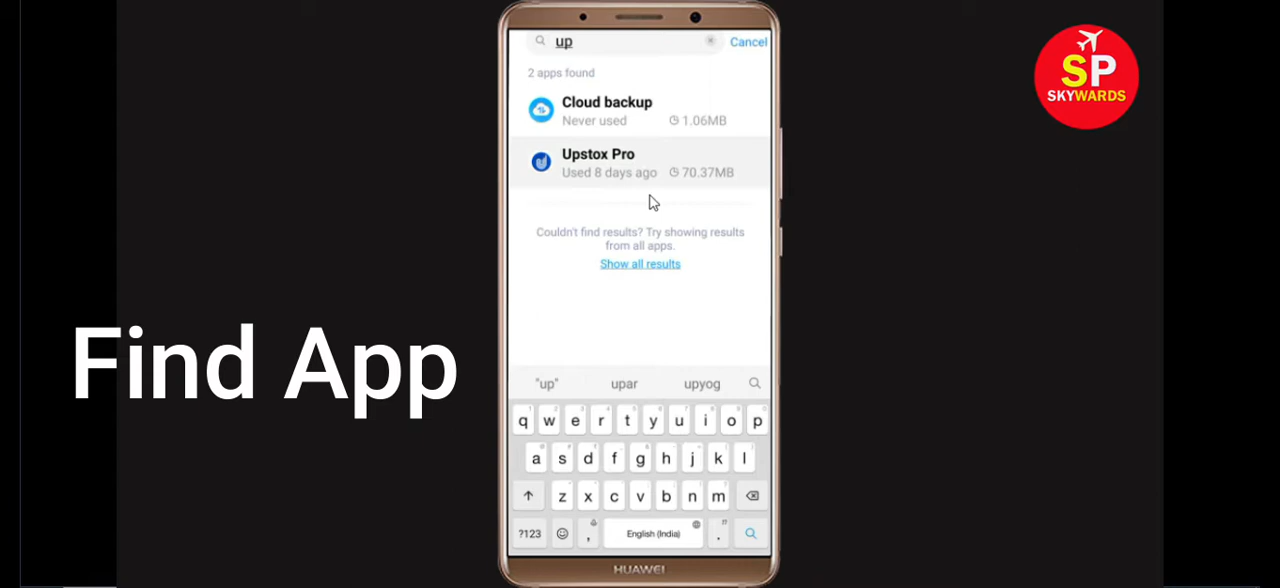 up
Cancel
2 apps found
Cloud backup
Never used 1.06MB
Upstox Pro
Used 8 days ago 70.37MB
Couldn't find results? Try showing results
from all apps.
Show all results
Find App
SP
SKYWARDS
"up" upar upyog
q w e r t y u i o p
a s d f g h j k l
z x c v b n m
?123 , English (India) .
HUAWEI